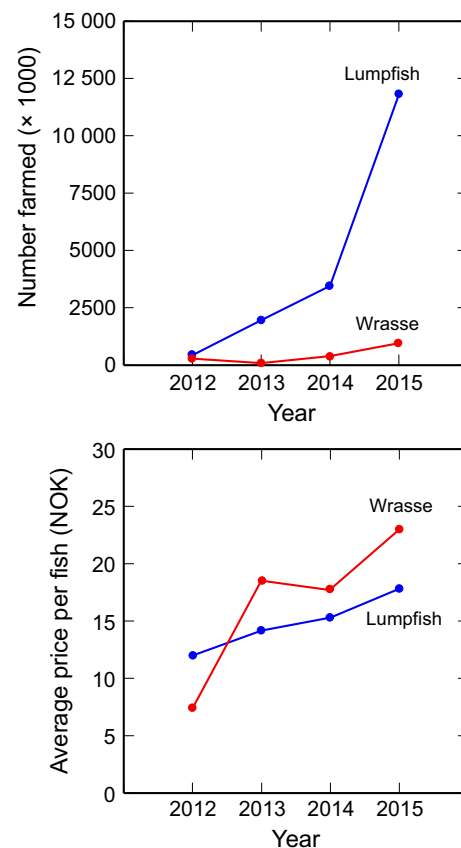 15 000
12 500
10 000
7500
5000
2500
0
Number farmed (× 1000)
Lumpfish
Wrasse
2012 2013 2014 2015
Year
30
25
20
15
10
5
0
Average price per fish (NOK)
Wrasse
Lumpfish
2012 2013 2014 2015
Year